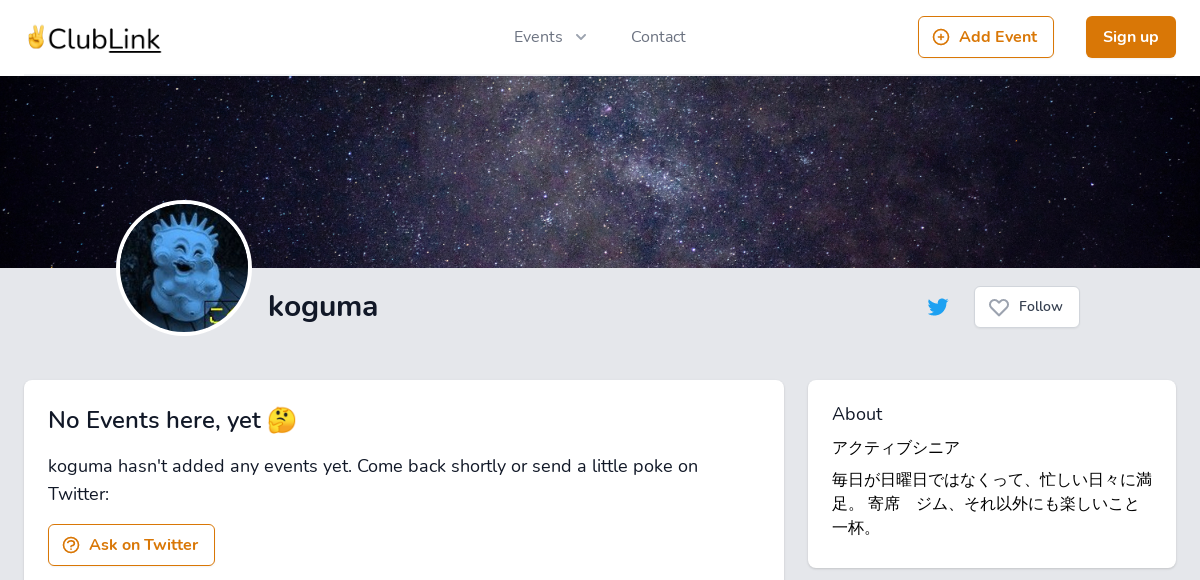 ClubLink
Events
Contact
Add Event
Sign up
koguma
Follow
No Events here, yet 🤔
koguma hasn't added any events yet. Come back shortly or send a little poke on
Twitter:
Ask on Twitter
About
アクティブシニア
毎日が日曜日ではなくって、忙しい日々に満
足。 寄席　ジム、それ以外にも楽しいこと
一杯。